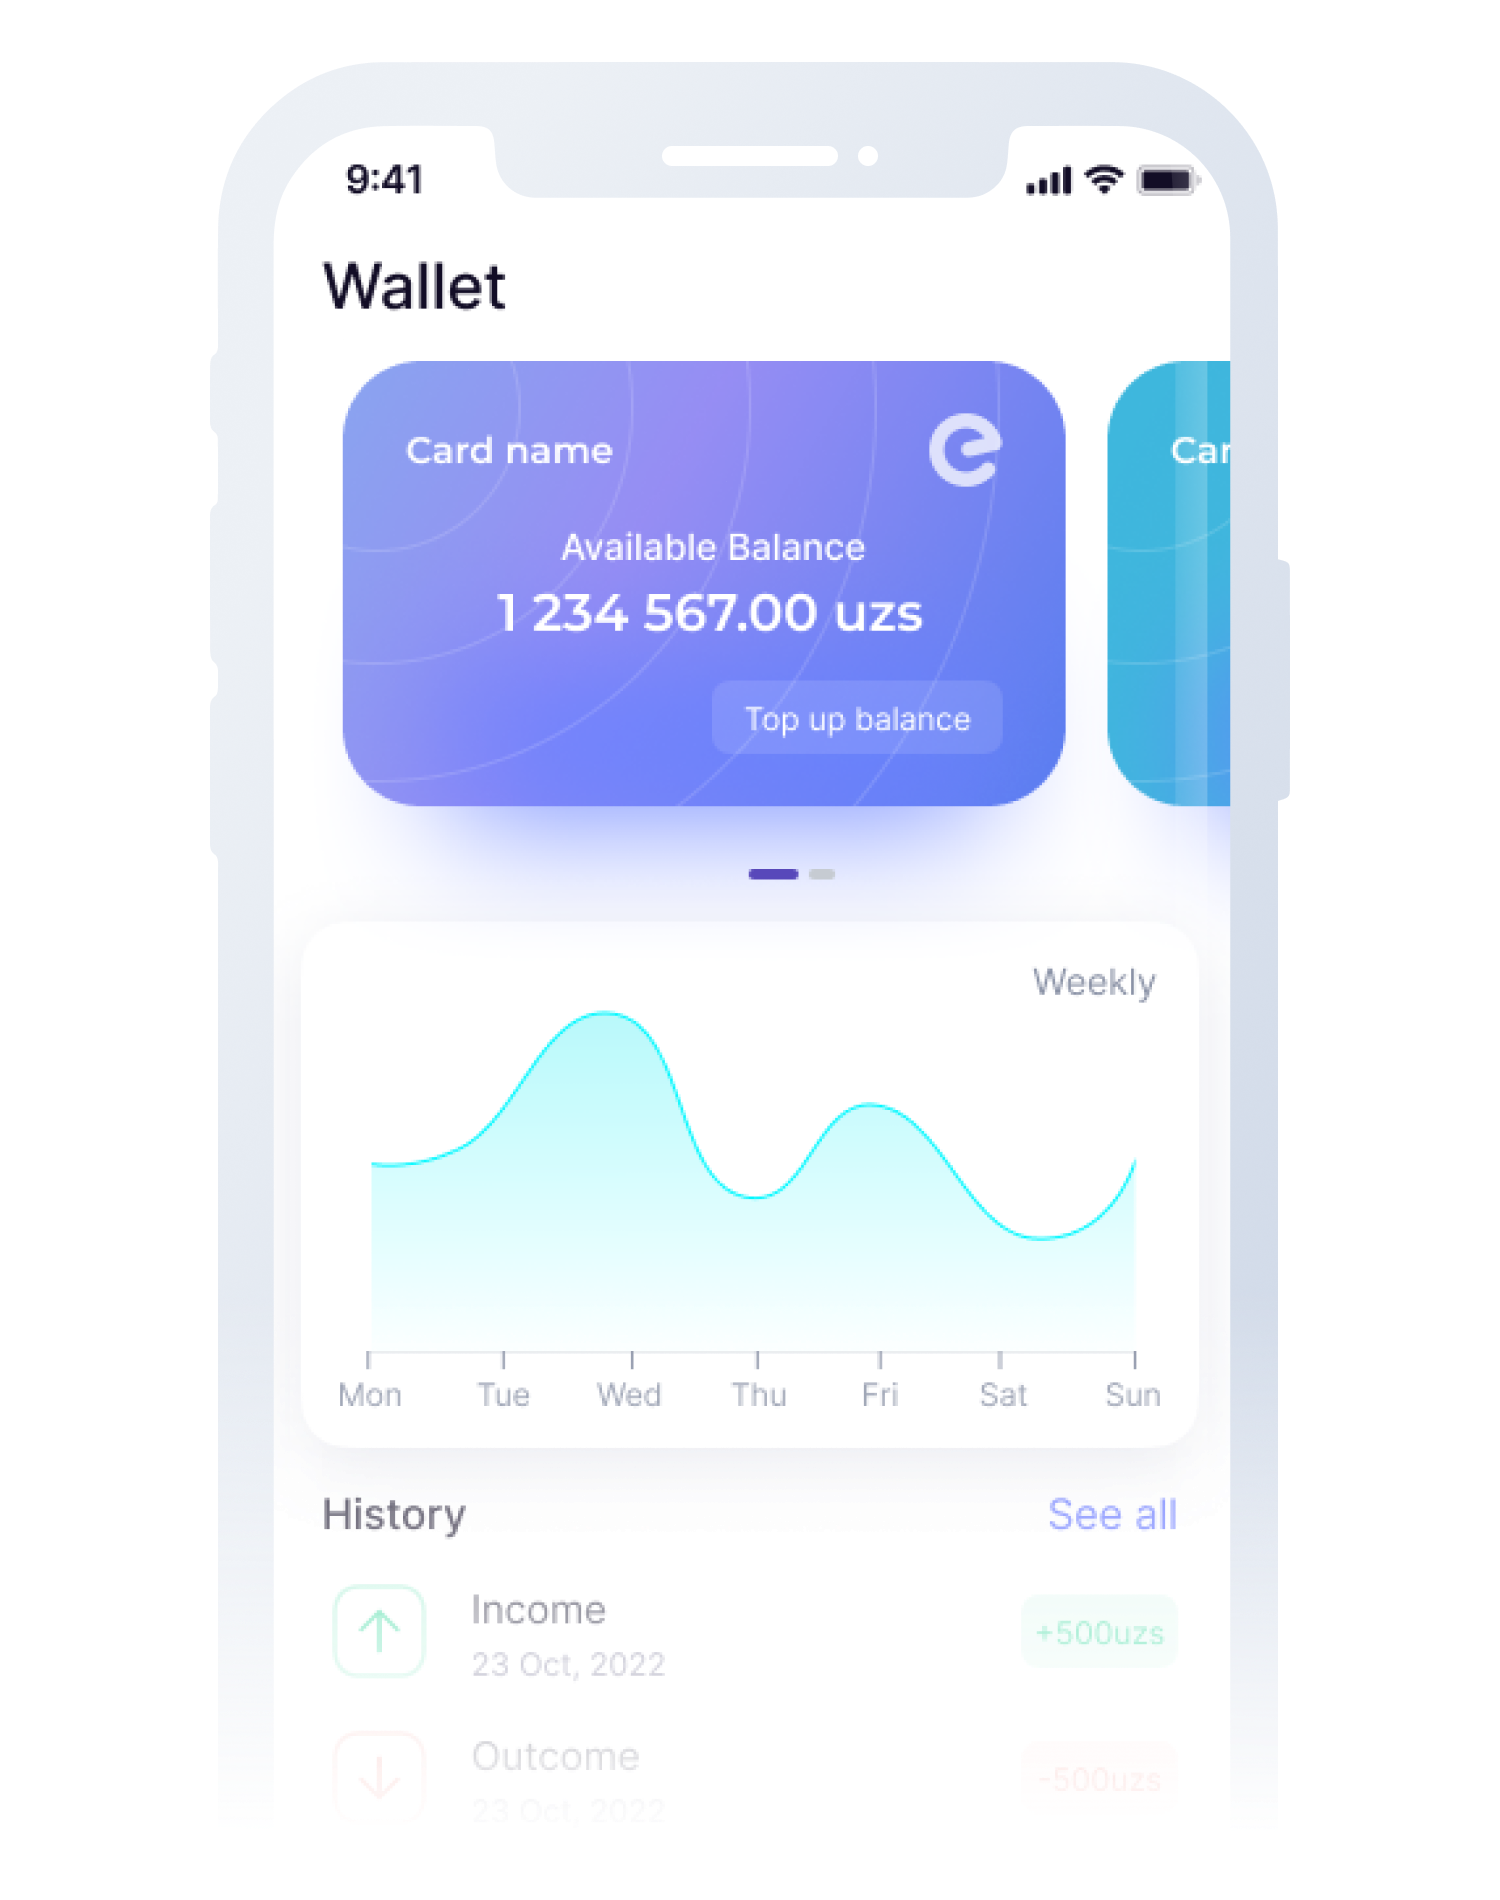 9:41
Wallet
Card name
Car
Available Balance
1 234 567.00 uzs
Top up balance
Weekly
Mon Tue Wed Thu Fri Sat Sun
History See all
Income
+500uzs
23 Oct, 2022
Outcome
-500uzs
23 Oct, 2022